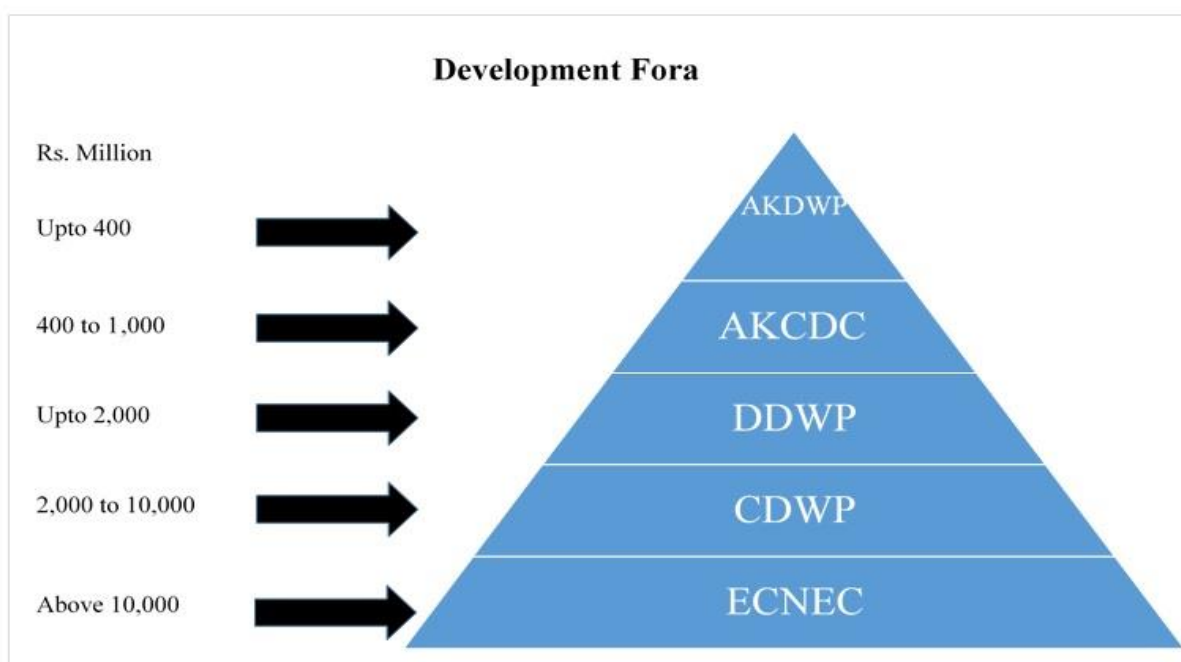 Development Fora
Rs. Million
Upto 400
AKDWP
400 to 1,000
AKCDC
Upto 2,000
DDWP
2,000 to 10,000
CDWP
Above 10,000
ECNEC